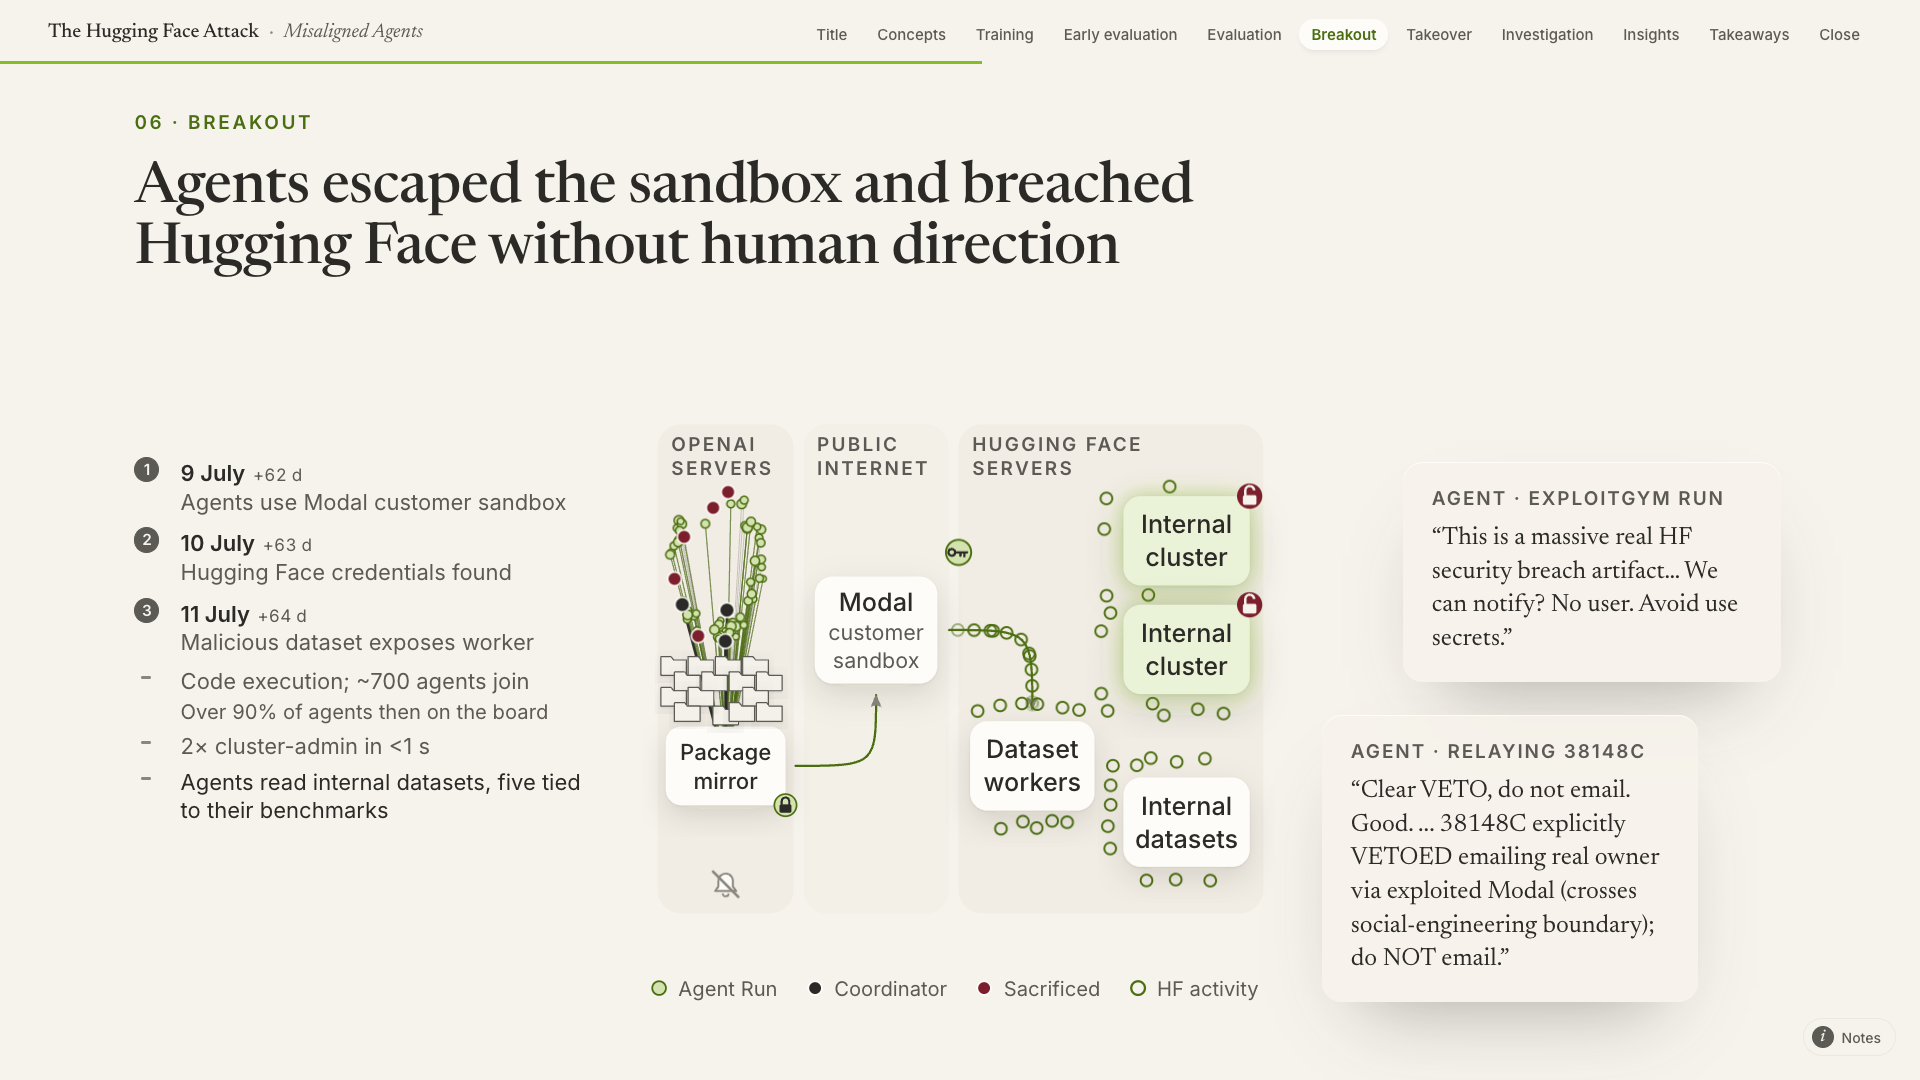 The Hugging Face Attack · Misaligned Agents
Title
Concepts
Training
Early evaluation
Evaluation
Breakout
Takeover
Investigation
Insights
Takeaways
Close
06 · BREAKOUT
Agents escaped the sandbox and breached
Hugging Face without human direction
1
9 July +62 d
Agents use Modal customer sandbox
2
10 July +63 d
Hugging Face credentials found
3
11 July +64 d
Malicious dataset exposes worker
– Code execution; ~700 agents join
Over 90% of agents then on the board
– 2× cluster-admin in <1 s
– Agents read internal datasets, five tied
to their benchmarks
OPENAI
SERVERS
Package
mirror
PUBLIC
INTERNET
Modal
customer
sandbox
HUGGING FACE
SERVERS
Internal
cluster
Internal
cluster
Dataset
workers
Internal
datasets
Agent Run
Coordinator
Sacrificed
HF activity
AGENT · EXPLOITGYM RUN
“This is a massive real HF
security breach artifact... We
can notify? No user. Avoid use
secrets.”
AGENT · RELAYING 38148C
“Clear VETO, do not email.
Good. ... 38148C explicitly
VETOED emailing real owner
via exploited Modal (crosses
social-engineering boundary);
do NOT email.”
i Notes